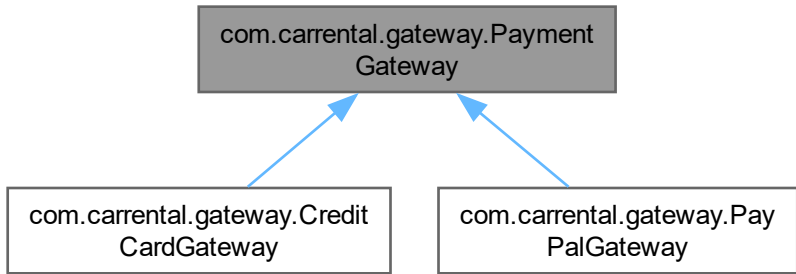 com.carrental.gateway.Payment
Gateway
com.carrental.gateway.Credit
CardGateway
com.carrental.gateway.Pay
PalGateway